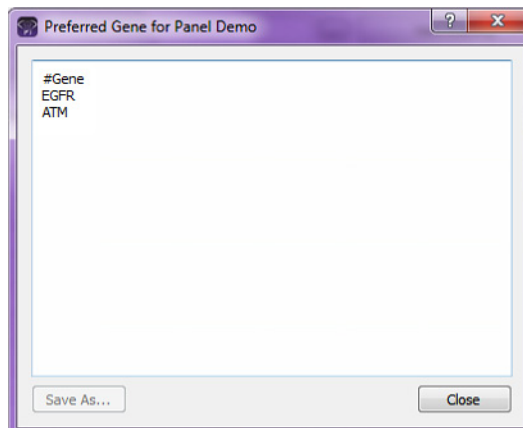 Preferred Gene for Panel Demo
?
#Gene
EGFR
ATM
Save As...
Close